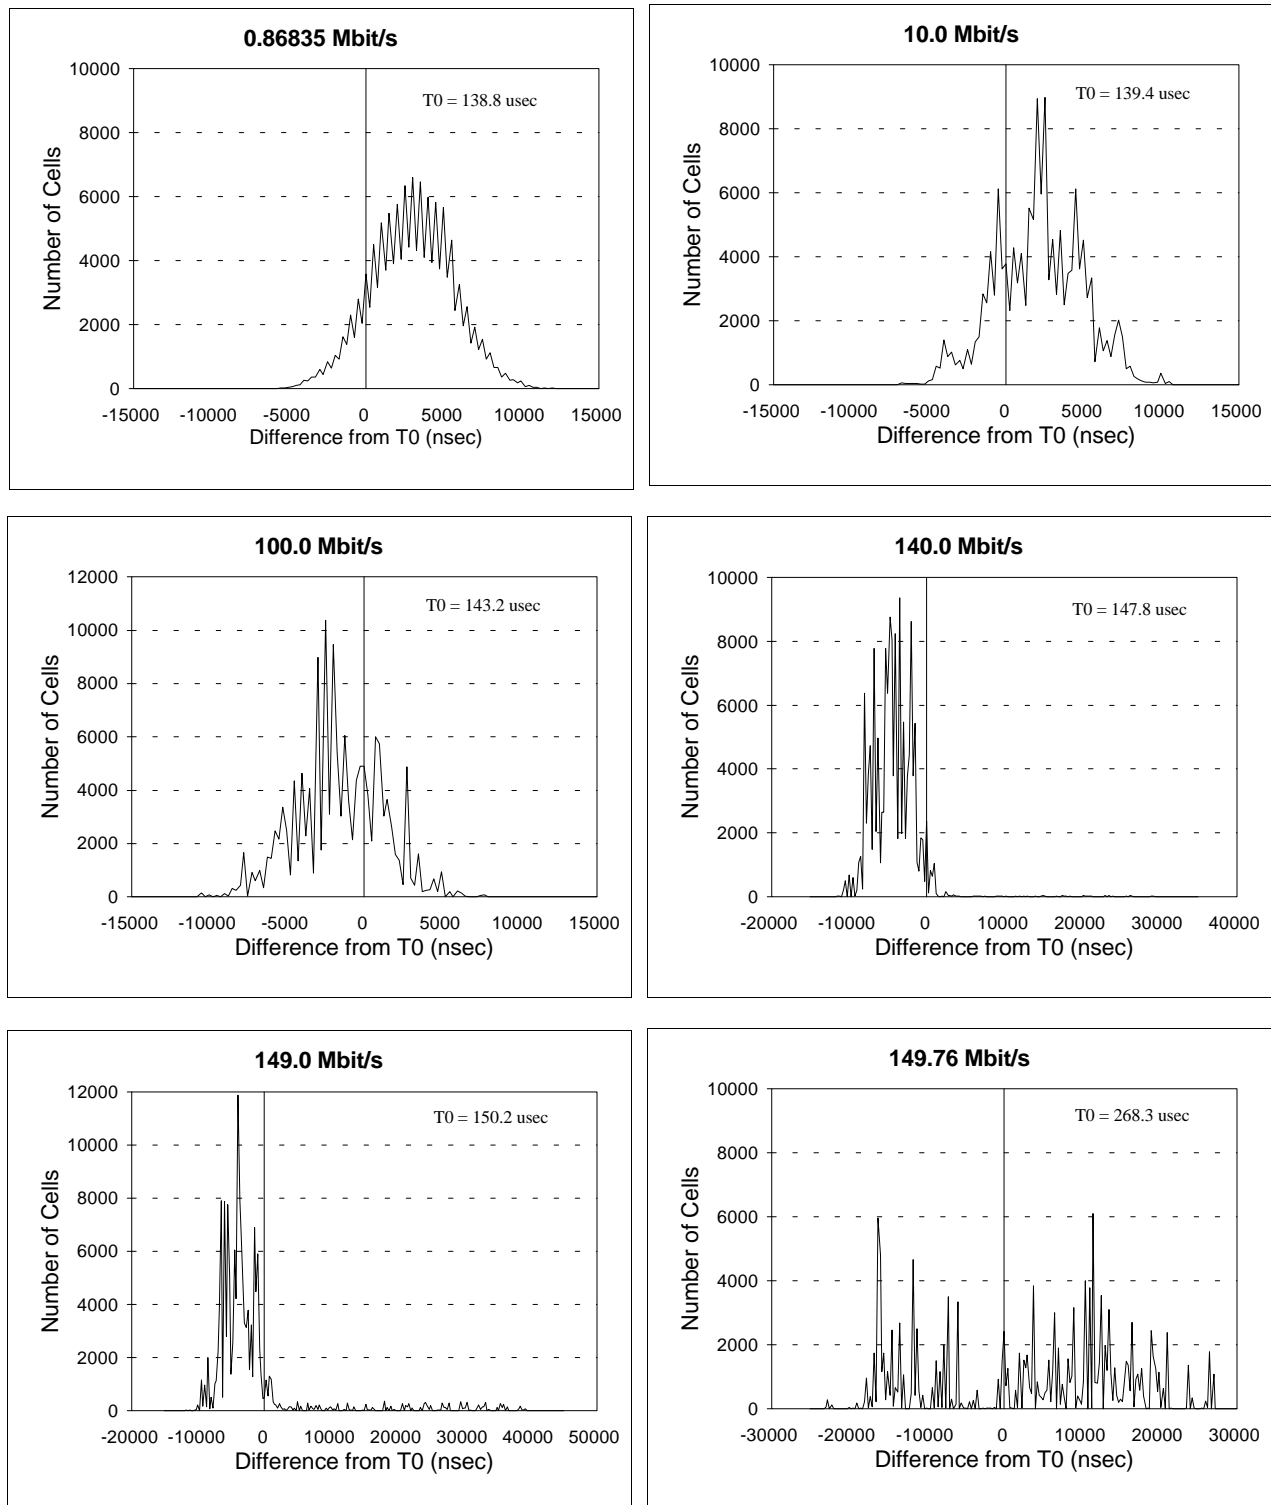 0.86835 Mbit/s
T0 = 138.8 usec
10000
8000
6000
4000
2000
0
Number of Cells
-15000 -10000 -5000 0 5000 10000 15000
Difference from T0 (nsec)
10.0 Mbit/s
T0 = 139.4 usec
10000
8000
6000
4000
2000
0
Number of Cells
-15000 -10000 -5000 0 5000 10000 15000
Difference from T0 (nsec)
100.0 Mbit/s
T0 = 143.2 usec
12000
10000
8000
6000
4000
2000
0
Number of Cells
-15000 -10000 -5000 0 5000 10000 15000
Difference from T0 (nsec)
140.0 Mbit/s
T0 = 147.8 usec
10000
8000
6000
4000
2000
0
Number of Cells
-20000 -10000 0 10000 20000 30000 40000
Difference from T0 (nsec)
149.0 Mbit/s
T0 = 150.2 usec
12000
10000
8000
6000
4000
2000
0
Number of Cells
-20000 -10000 0 10000 20000 30000 40000 50000
Difference from T0 (nsec)
149.76 Mbit/s
T0 = 268.3 usec
10000
8000
6000
4000
2000
0
Number of Cells
-30000 -20000 -10000 0 10000 20000 30000
Difference from T0 (nsec)